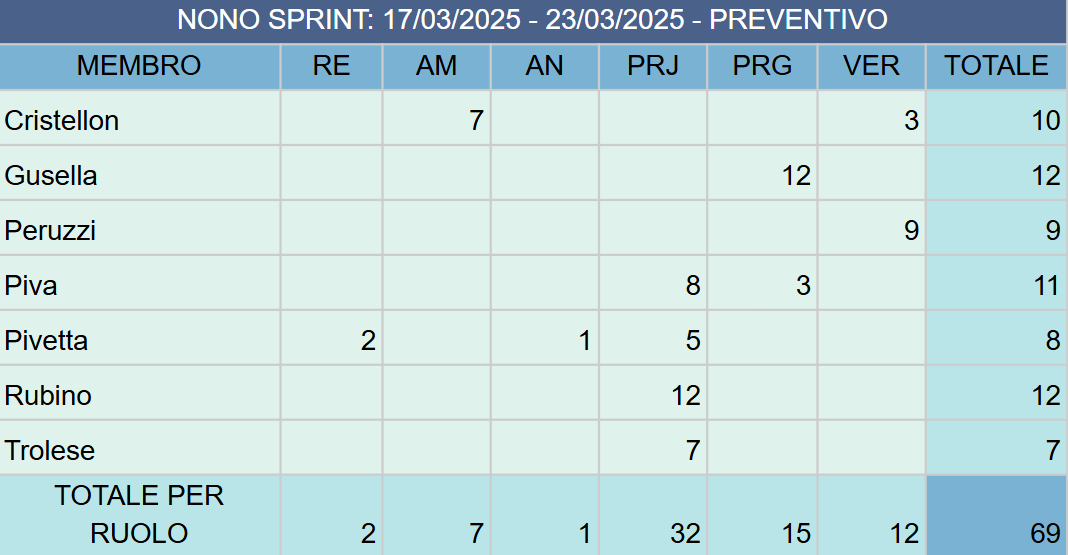 NONO SPRINT: 17/03/2025 - 23/03/2025 - PREVENTIVO
MEMBRO RE AM AN PRJ PRG VER TOTALE
Cristellon 7 3 10
Gusella 12 12
Peruzzi 9 9
Piva 8 3 11
Pivetta 2 1 5 8
Rubino 12 12
Trolese 7 7
TOTALE PER
RUOLO 2 7 1 32 15 12 69